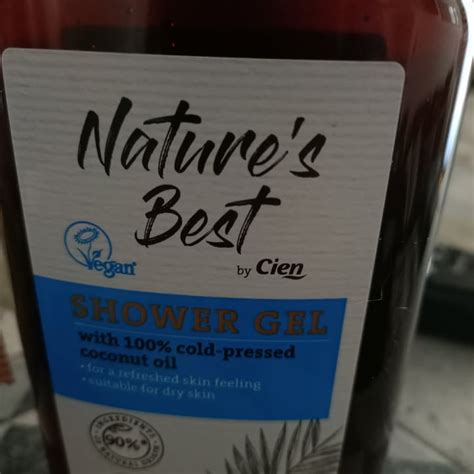 Nature's
Best
Vegan
by Cien
SHOWER GEL
with 100% cold-pressed
coconut oil
• for a refreshed skin feeling
• suitable for dry skin
INGREDIENTS
90%*